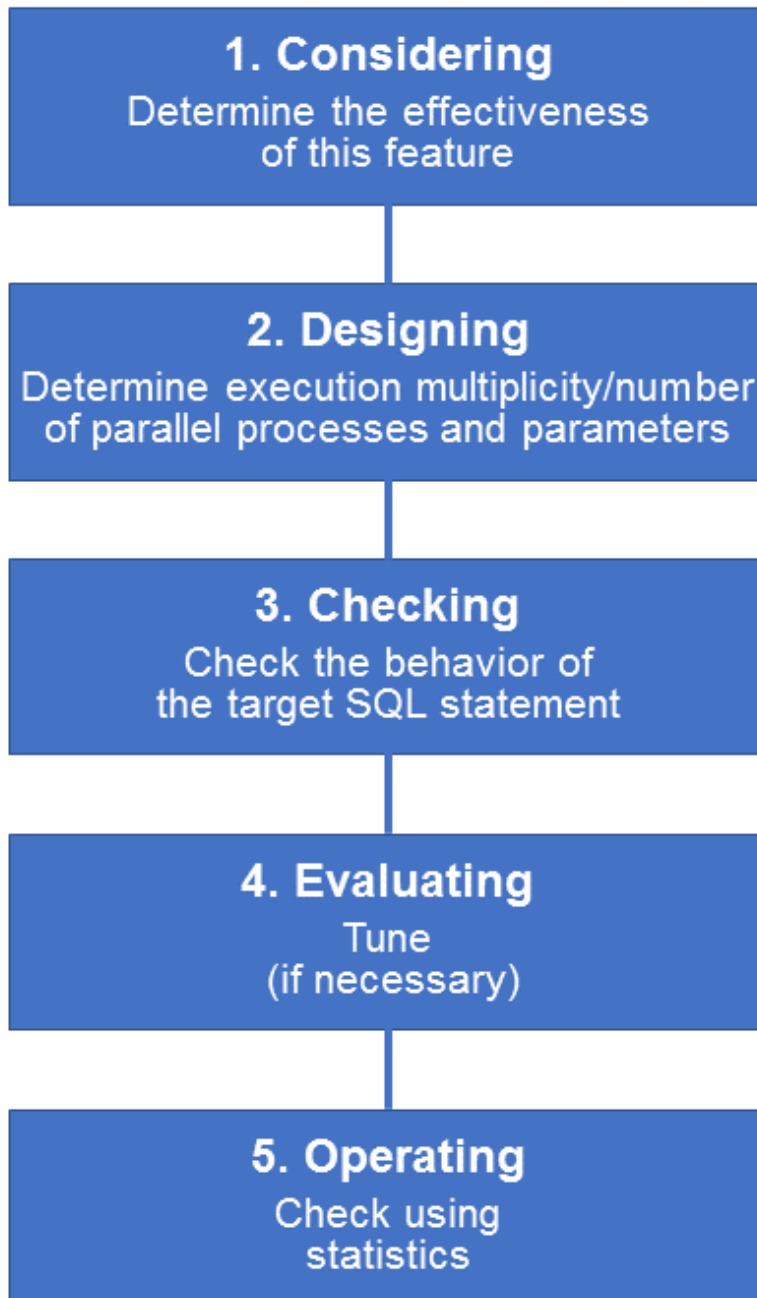 1. Considering
Determine the effectiveness
of this feature
2. Designing
Determine execution multiplicity/number
of parallel processes and parameters
3. Checking
Check the behavior of
the target SQL statement
4. Evaluating
Tune
(if necessary)
5. Operating
Check using
statistics